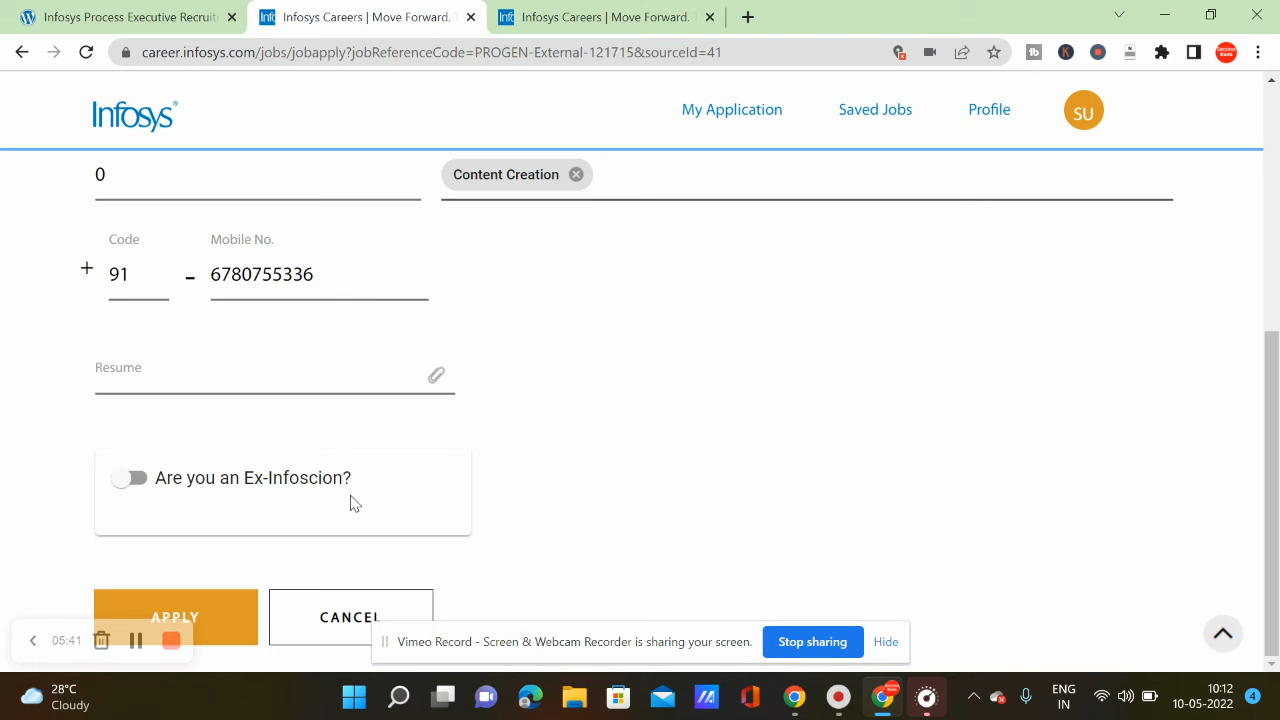 Infosys Process Executive Recruit
Infosys Careers | Move Forward.
Infosys Careers | Move Forward.
career.infosys.com/jobs/jobapply?jobReferenceCode=PROGEN-External-121715&sourceId=41
Infosys
My Application
Saved Jobs
Profile
SU
0
Content Creation
Code
Mobile No.
+ 91 - 6780755336
Resume
Are you an Ex-Infoscion?
APPLY
CANCEL
05:41
Vimeo Record - Screen & Webcam Recorder is sharing your screen.
Stop sharing
Hide
28°C
Cloudy
ENG
IN
10:12
10-05-2022
4